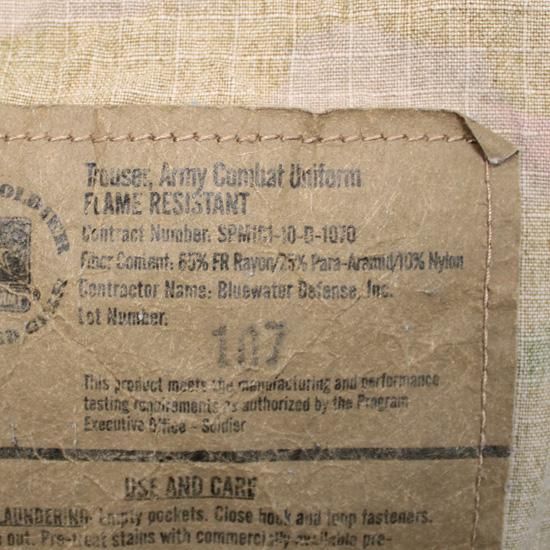 Trouser, Army Combat Uniform
FLAME RESISTANT
Contract Number: SPM1C1-10-D-1070
Fiber Content: 65% FR Rayon/25% Para-Aramid/10% Nylon
Contractor Name: Bluewater Defense, Inc.
Lot Number:
107
This product meets the manufacturing and performance
testing requirements as authorized by the Program
Executive Office - Soldier
USE AND CARE
LAUNDERING: Empty pockets. Close hook and loop fasteners.
out. Pre-treat stains with commercially available pre-
SOLDIER